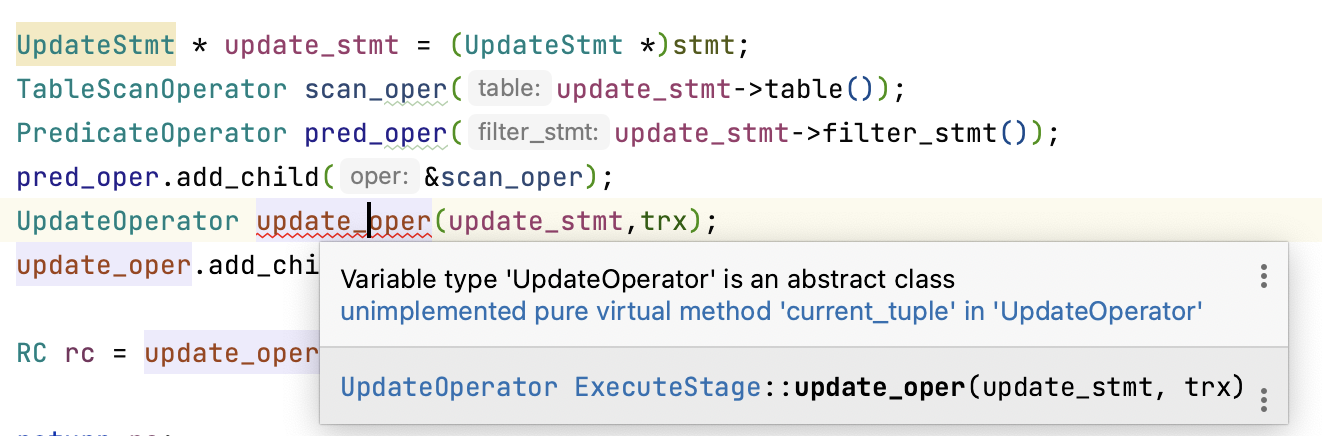 UpdateStmt * update_stmt = (UpdateStmt *)stmt;
TableScanOperator scan_oper( table: update_stmt->table());
PredicateOperator pred_oper( filter_stmt: update_stmt->filter_stmt());
pred_oper.add_child( oper: &scan_oper);
UpdateOperator update_oper(update_stmt,trx);
update_oper.add_chi
Variable type 'UpdateOperator' is an abstract class
unimplemented pure virtual method 'current_tuple' in 'UpdateOperator'
RC rc = update_oper
UpdateOperator ExecuteStage::update_oper(update_stmt, trx)